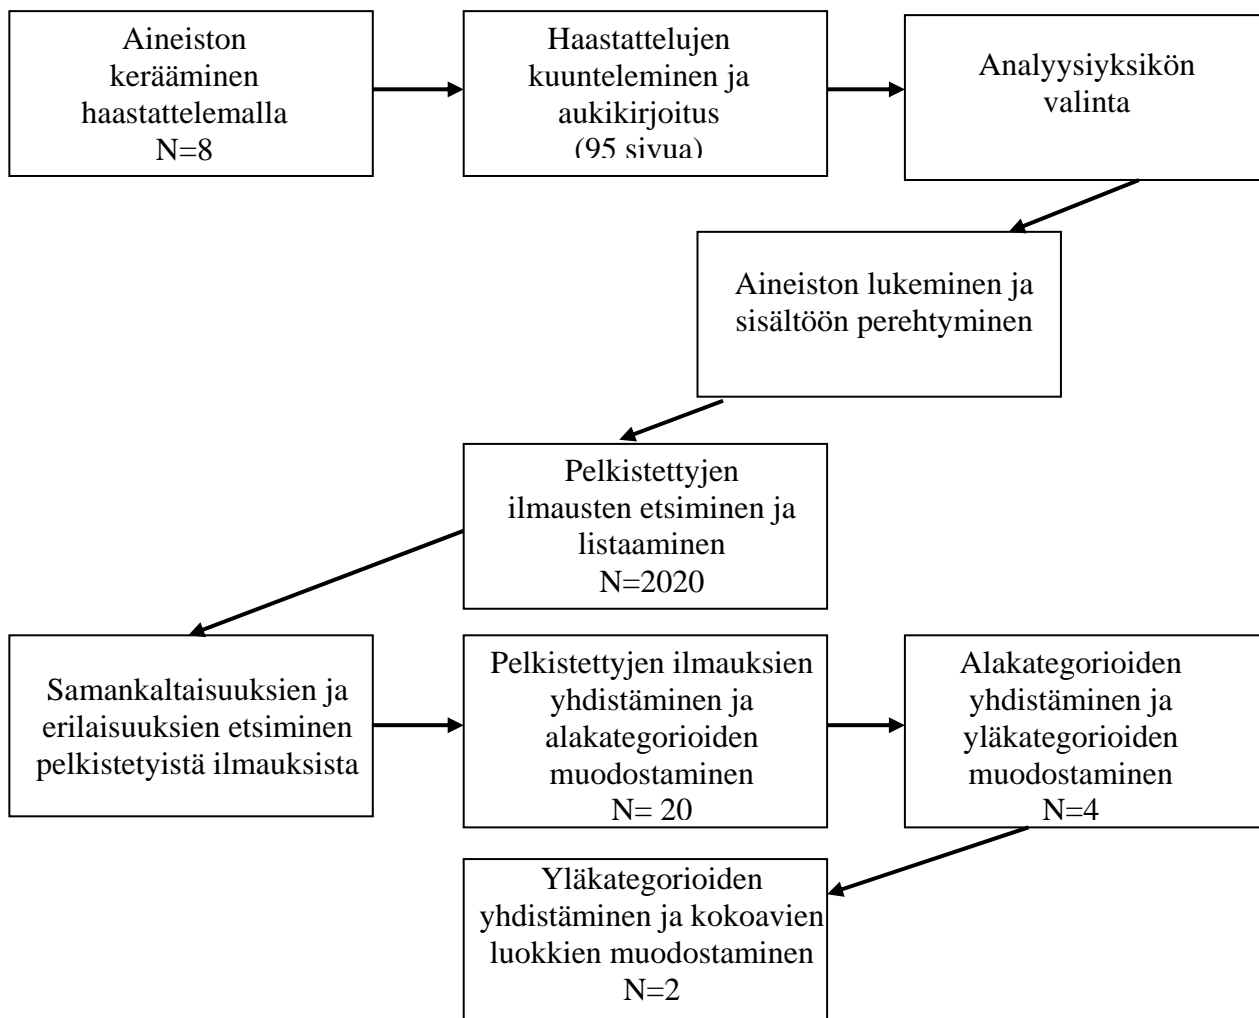 Aineiston
kerääminen
haastattelemalla
N=8
Haastattelujen
kuunteleminen ja
aukikirjoitus
(95 sivua)
Analyysiyksikön
valinta
Aineiston lukeminen ja
sisältöön perehtyminen
Pelkistettyjen
ilmausten etsiminen ja
listaaminen
N=2020
Samankaltaisuuksien ja
erilaisuuksien etsiminen
pelkistetyistä ilmauksista
Pelkistettyjen ilmauksien
yhdistäminen ja
alakategorioiden
muodostaminen
N= 20
Alakategorioiden
yhdistäminen ja
yläkategorioiden
muodostaminen
N=4
Yläkategorioiden
yhdistäminen ja kokoavien
luokkien muodostaminen
N=2